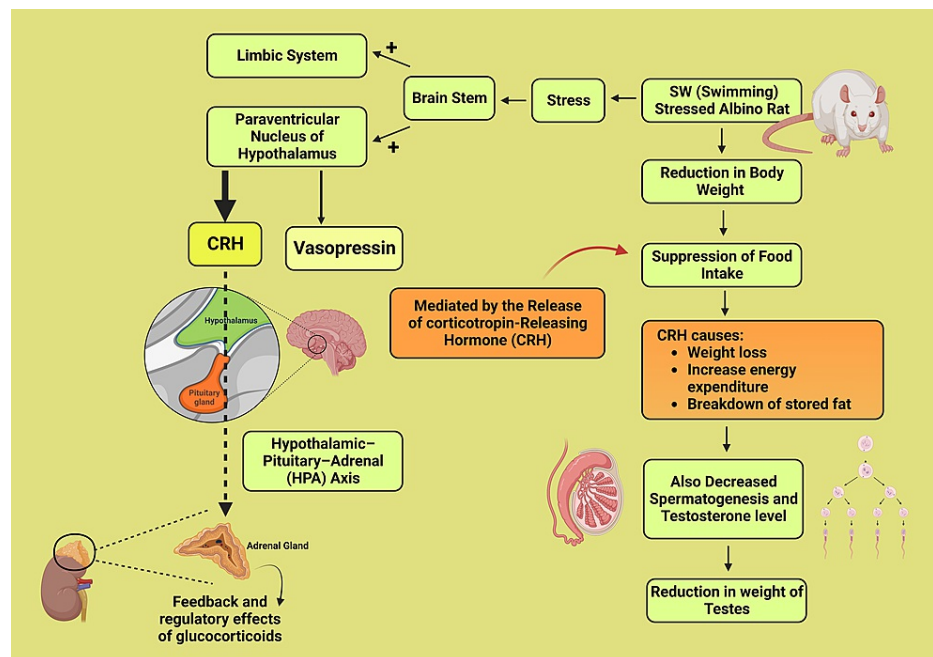 Limbic System
+
Brain Stem
Stress
SW (Swimming)
Stressed Albino Rat
Paraventricular
Nucleus of
Hypothalamus
+
Reduction in Body
Weight
CRH
Vasopressin
Suppression of Food
Intake
Mediated by the Release
of corticotropin-Releasing
Hormone (CRH)
Hypothalamus
Pituitary
gland
CRH causes:
• Weight loss
• Increase energy
expenditure
• Breakdown of stored fat
Hypothalamic–
Pituitary–Adrenal
(HPA) Axis
Also Decreased
Spermatogenesis and
Testosterone level
Adrenal Gland
Feedback and
regulatory effects
of glucocorticoids
Reduction in weight of
Testes